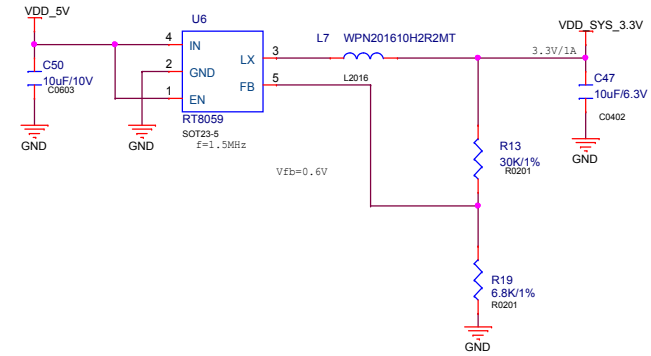 VDD_5V
U6
VDD_SYS_3.3V
L7 WPN201610H2R2MT
4 IN
3
LX
3.3V/1A
C50
10uF/10V
C0603
2 GND
5
FB
L2016
C47
10uF/6.3V
1 EN
C0402
RT8059
SOT23-5
f=1.5MHz
GND
GND
R13
30K/1%
R0201
GND
Vfb=0.6V
R19
6.8K/1%
R0201
GND